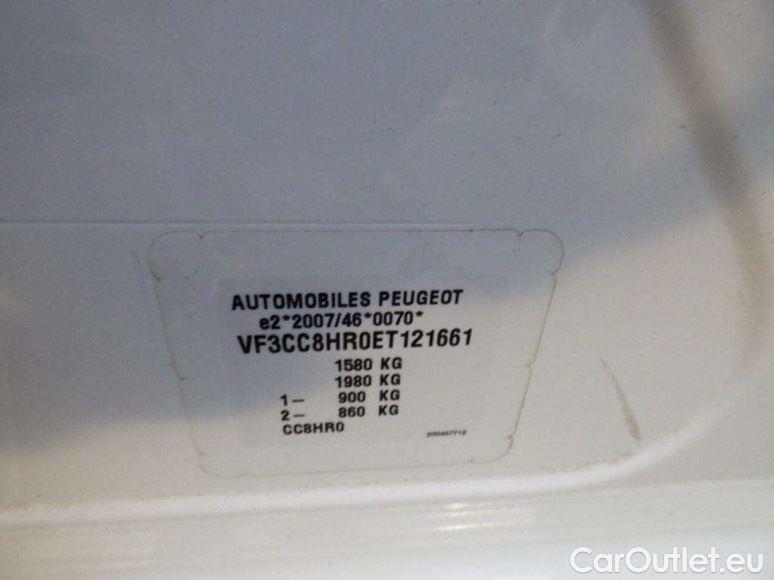 AUTOMOBILES PEUGEOT
e2*2007/46*0070*
VF3CC8HR0ET121661
1580 KG
1980 KG
1- 900 KG
2- 860 KG
CC8HR0
CarOutlet.eu